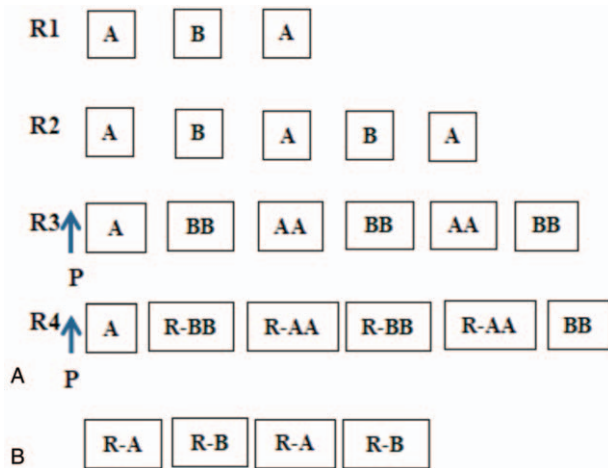 R1 A B A
R2 A B A B A
R3 A BB AA BB AA BB
P
R4 A R-BB R-AA R-BB R-AA BB
A
P
R-A R-B R-A R-B
B